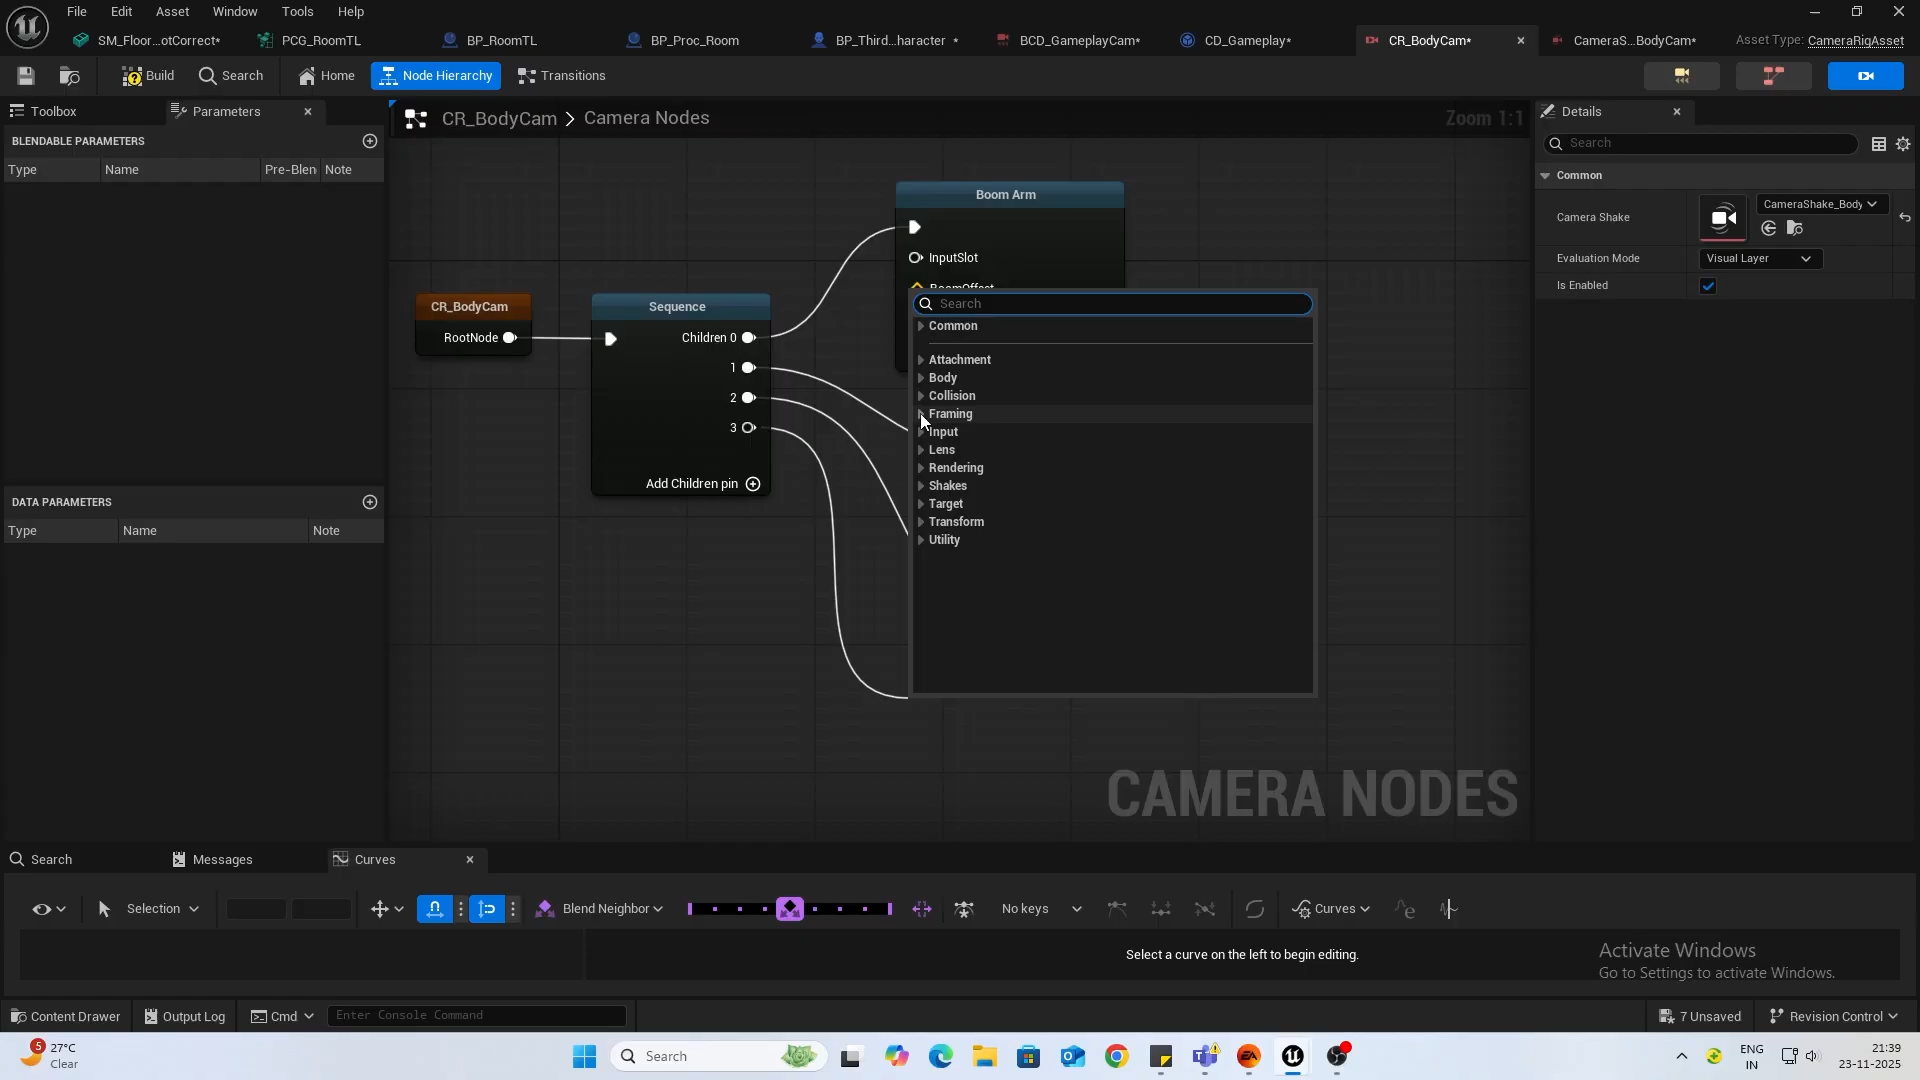 File Edit Asset Window Tools Help
SM_Floor...otCorrect* PCG_RoomTL BP_RoomTL BP_Proc_Room BP_Third...haracter * BCD_GameplayCam* CD_Gameplay* CR_BodyCam* CameraS...BodyCam* Asset Type: CameraRigAsset
Build Search Home Node Hierarchy Transitions
Toolbox Parameters
CR_BodyCam > Camera Nodes Zoom 1:1
Details
BLENDABLE PARAMETERS
Search
Type Name Pre-Blen Note
Common
Boom Arm
Camera Shake CameraShake_Body
InputSlot
Evaluation Mode Visual Layer
Is Enabled
CR_BodyCam Sequence
Search
RootNode Children 0
1
2
3
Add Children pin
Common
Attachment
Body
Collision
Framing
Input
Lens
Rendering
Shakes
Target
Transform
Utility
DATA PARAMETERS
Type Name Note
CAMERA NODES
Search Messages Curves
Selection Blend Neighbor No keys Curves
Select a curve on the left to begin editing.
Activate Windows
Go to Settings to activate Windows.
Content Drawer Output Log Cmd Enter Console Command 7 Unsaved Revision Control
5 27°C
Clear
Search
ENG
IN
21:39
23-11-2025